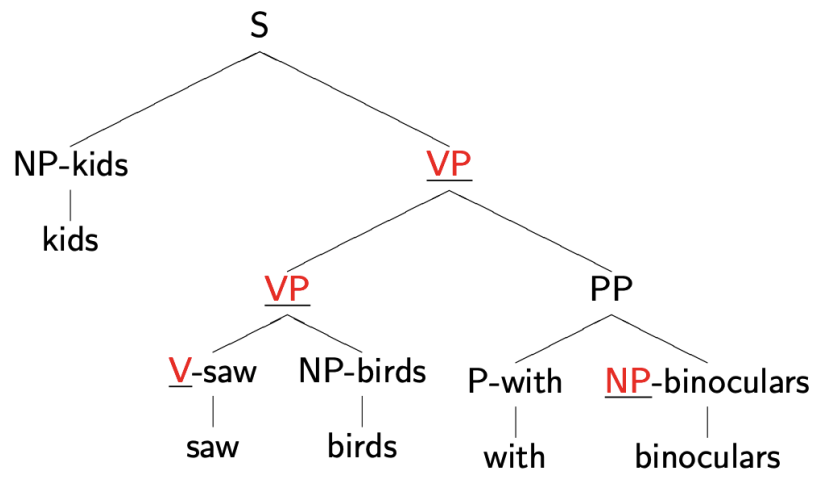 S
NP-kids VP
kids
VP PP
V-saw NP-birds P-with NP-binoculars
saw birds with binoculars